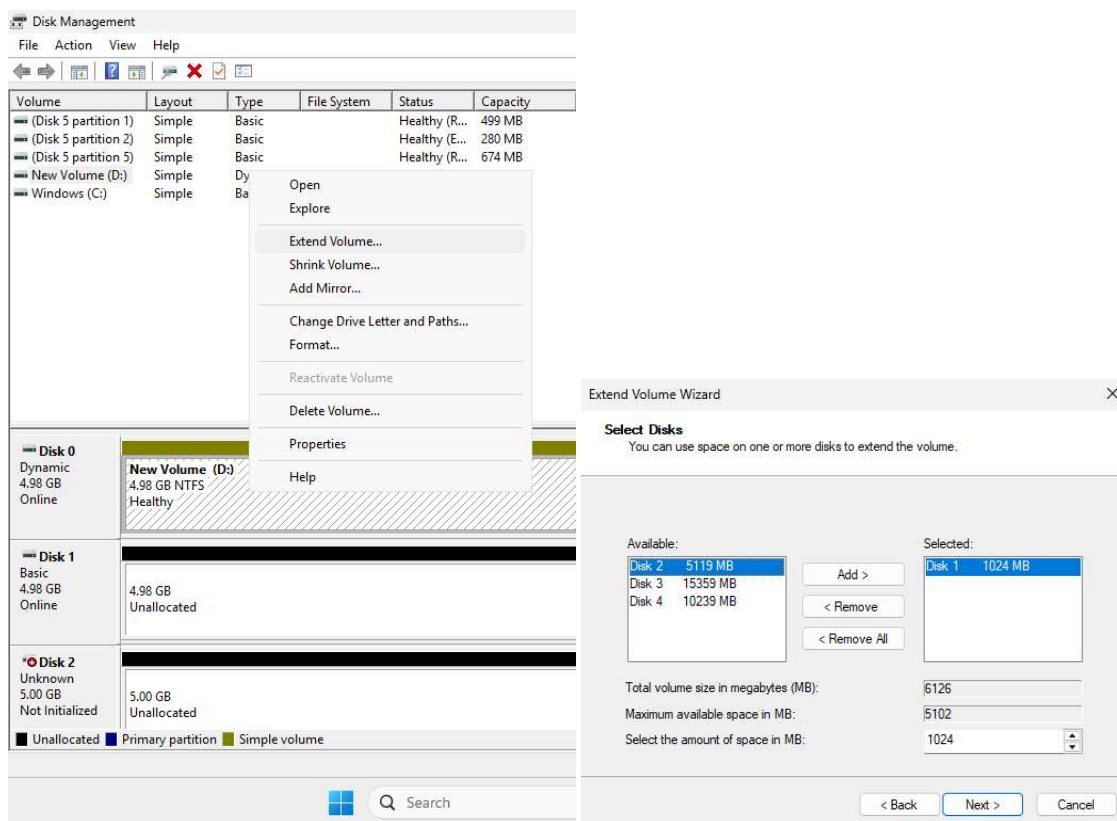 Disk Management
File Action View Help
Volume Layout Type File System Status Capacity
(Disk 5 partition 1) Simple Basic Healthy (R... 499 MB
(Disk 5 partition 2) Simple Basic Healthy (E... 280 MB
(Disk 5 partition 5) Simple Basic Healthy (R... 674 MB
New Volume (D:) Simple Dy
Windows (C:) Simple Ba
Open
Explore
Extend Volume...
Shrink Volume...
Add Mirror...
Change Drive Letter and Paths...
Format...
Reactivate Volume
Delete Volume...
Properties
Help
Disk 0
Dynamic
4.98 GB
Online
New Volume (D:)
4.98 GB NTFS
Healthy
Disk 1
Basic
4.98 GB
Online
4.98 GB
Unallocated
Disk 2
Unknown
5.00 GB
Not Initialized
5.00 GB
Unallocated
Unallocated Primary partition Simple volume
Search
Extend Volume Wizard
Select Disks
You can use space on one or more disks to extend the volume.
Available:
Disk 2 5119 MB
Disk 3 15359 MB
Disk 4 10239 MB
Add >
< Remove
< Remove All
Selected:
Disk 1 1024 MB
Total volume size in megabytes (MB): 6126
Maximum available space in MB: 5102
Select the amount of space in MB: 1024
< Back Next > Cancel